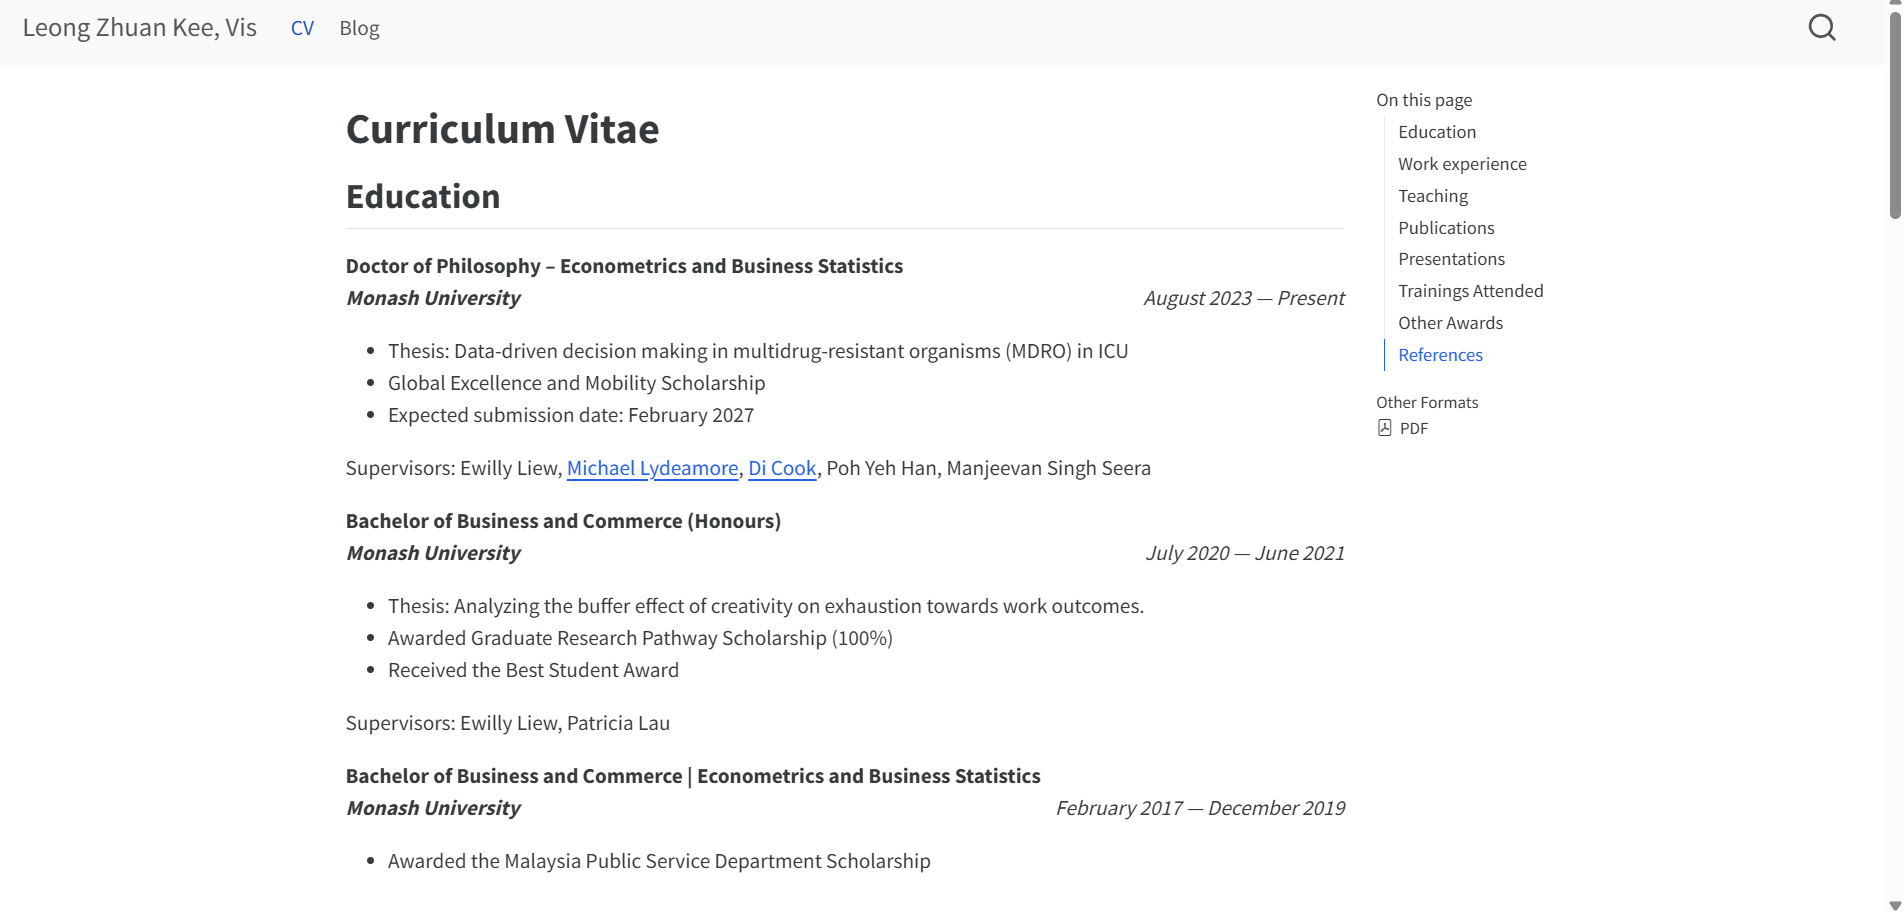 Leong Zhuan Kee, Vis CV Blog
Curriculum Vitae
Education
Doctor of Philosophy – Econometrics and Business Statistics
Monash University August 2023 — Present
Thesis: Data-driven decision making in multidrug-resistant organisms (MDRO) in ICU
Global Excellence and Mobility Scholarship
Expected submission date: February 2027
Supervisors: Ewilly Liew, Michael Lydeamore, Di Cook, Poh Yeh Han, Manjeevan Singh Seera
Bachelor of Business and Commerce (Honours)
Monash University July 2020 — June 2021
Thesis: Analyzing the buffer effect of creativity on exhaustion towards work outcomes.
Awarded Graduate Research Pathway Scholarship (100%)
Received the Best Student Award
Supervisors: Ewilly Liew, Patricia Lau
Bachelor of Business and Commerce | Econometrics and Business Statistics
Monash University February 2017 — December 2019
Awarded the Malaysia Public Service Department Scholarship
On this page
Education
Work experience
Teaching
Publications
Presentations
Trainings Attended
Other Awards
References
Other Formats
PDF